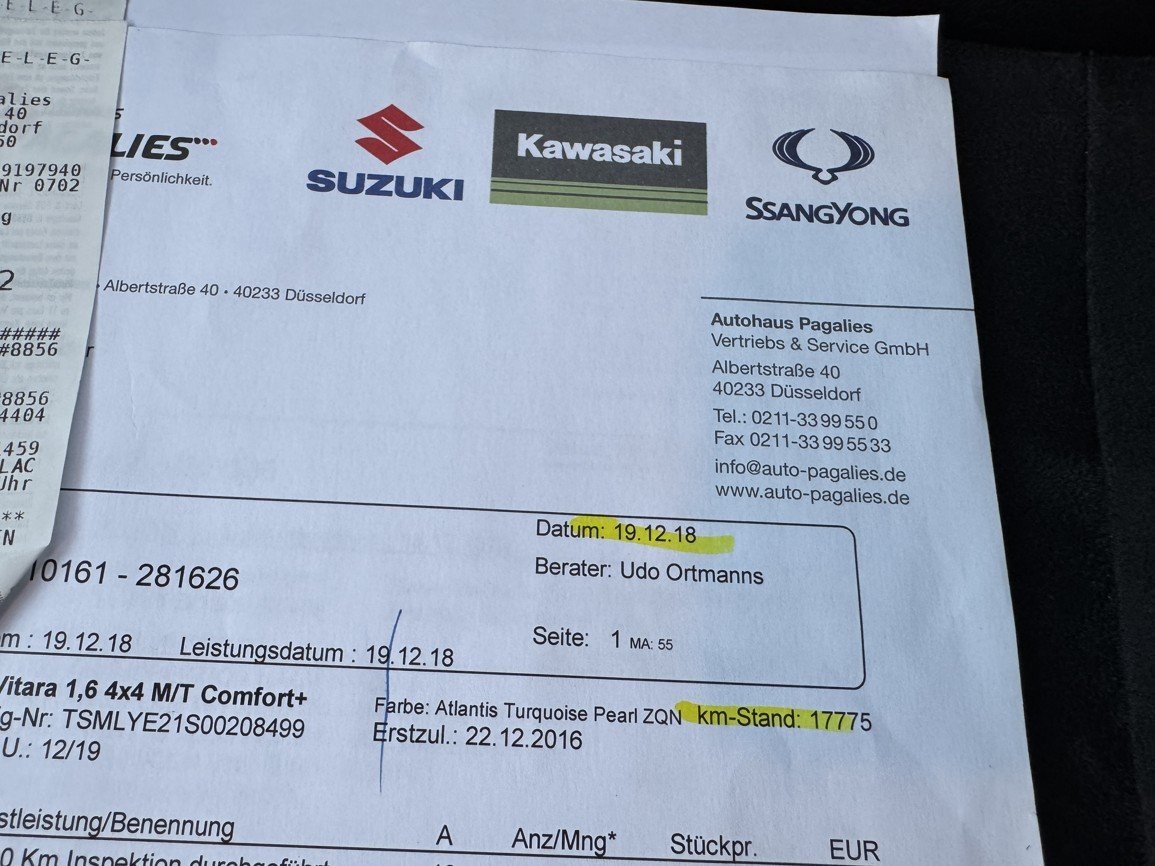 E-L-E-G-
E-L-E-G-
alies
40
dorf
50
9197940
Nr 0702
g
2
#####
#8856
8856
4404
459
LAC
Uhr
**
EN
LIES
Persönlichkeit.
SUZUKI
Kawasaki
SSANGYONG
Albertstraße 40 • 40233 Düsseldorf
Autohaus Pagalies
Vertriebs & Service GmbH
Albertstraße 40
40233 Düsseldorf
Tel.: 0211-33 99 55 0
Fax 0211-33 99 55 33
info@auto-pagalies.de
www.auto-pagalies.de
Datum: 19.12.18
10161 - 281626
Berater: Udo Ortmanns
m : 19.12.18 Leistungsdatum : 19.12.18
Seite: 1 MA: 55
Vitara 1,6 4x4 M/T Comfort+
Farbe: Atlantis Turquoise Pearl ZQN km-Stand: 17775
g-Nr: TSMLYE21S00208499
Erstzul.: 22.12.2016
U.: 12/19
stleistung/Benennung A Anz/Mng* Stückpr. EUR
0 Km Inspektion durchgeführt